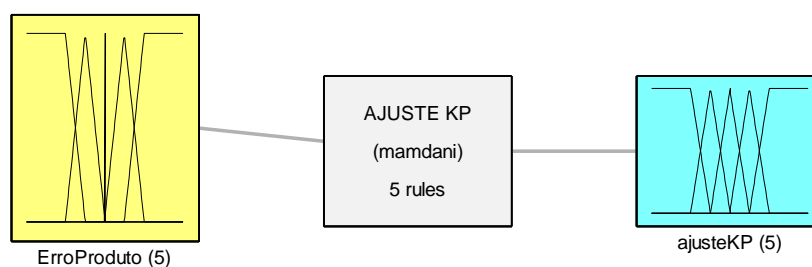 AJUSTE KP
(mamdani)
5 rules
ErroProduto (5)
ajusteKP (5)